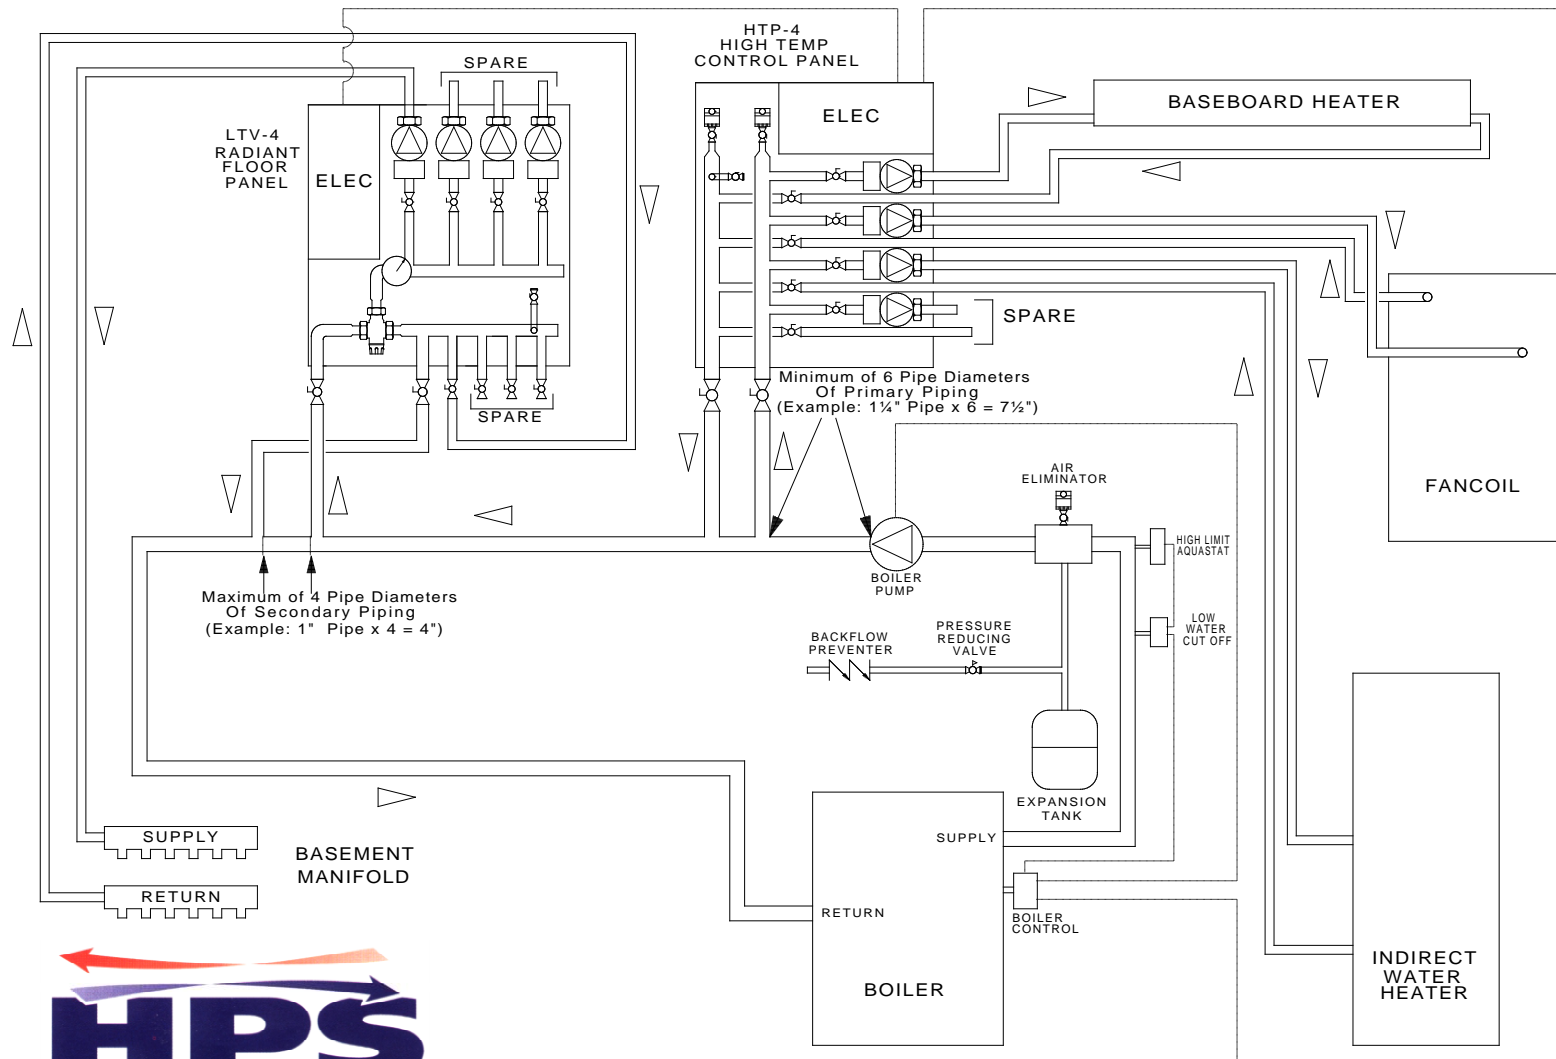 HTP-4
HIGH TEMP
CONTROL PANEL
SPARE
LTV-4
RADIANT
FLOOR
PANEL
ELEC
ELEC
BASEBOARD HEATER
SPARE
SPARE
Minimum of 6 Pipe Diameters
Of Primary Piping
(Example: 1¼" Pipe x 6 = 7½")
FANCOIL
AIR
ELIMINATOR
HIGH LIMIT
AQUASTAT
BOILER
PUMP
Maximum of 4 Pipe Diameters
Of Secondary Piping
(Example: 1" Pipe x 4 = 4")
LOW
WATER
CUT OFF
BACKFLOW
PREVENTER
PRESSURE
REDUCING
VALVE
EXPANSION
TANK
SUPPLY
BASEMENT
MANIFOLD
RETURN
SUPPLY
RETURN
BOILER
CONTROL
BOILER
INDIRECT
WATER
HEATER
HPS